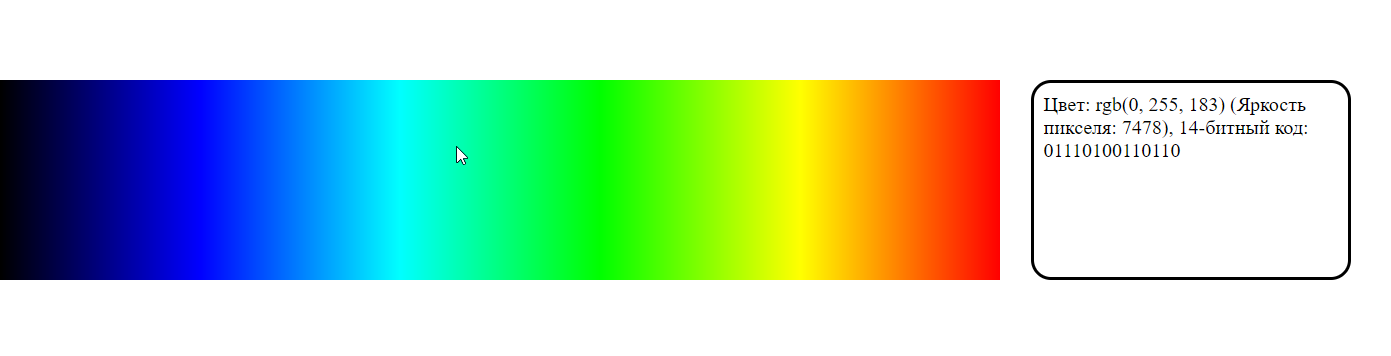 Цвет: rgb(0, 255, 183) (Яркость
пикселя: 7478), 14-битный код:
01110100110110